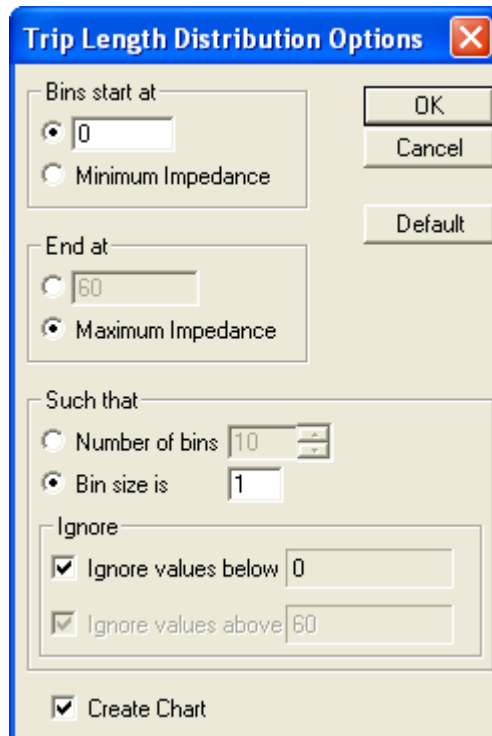 Trip Length Distribution Options
Bins start at
0
Minimum Impedance
OK
Cancel
Default
End at
60
Maximum Impedance
Such that
Number of bins 10
Bin size is 1
Ignore
Ignore values below 0
Ignore values above 60
Create Chart